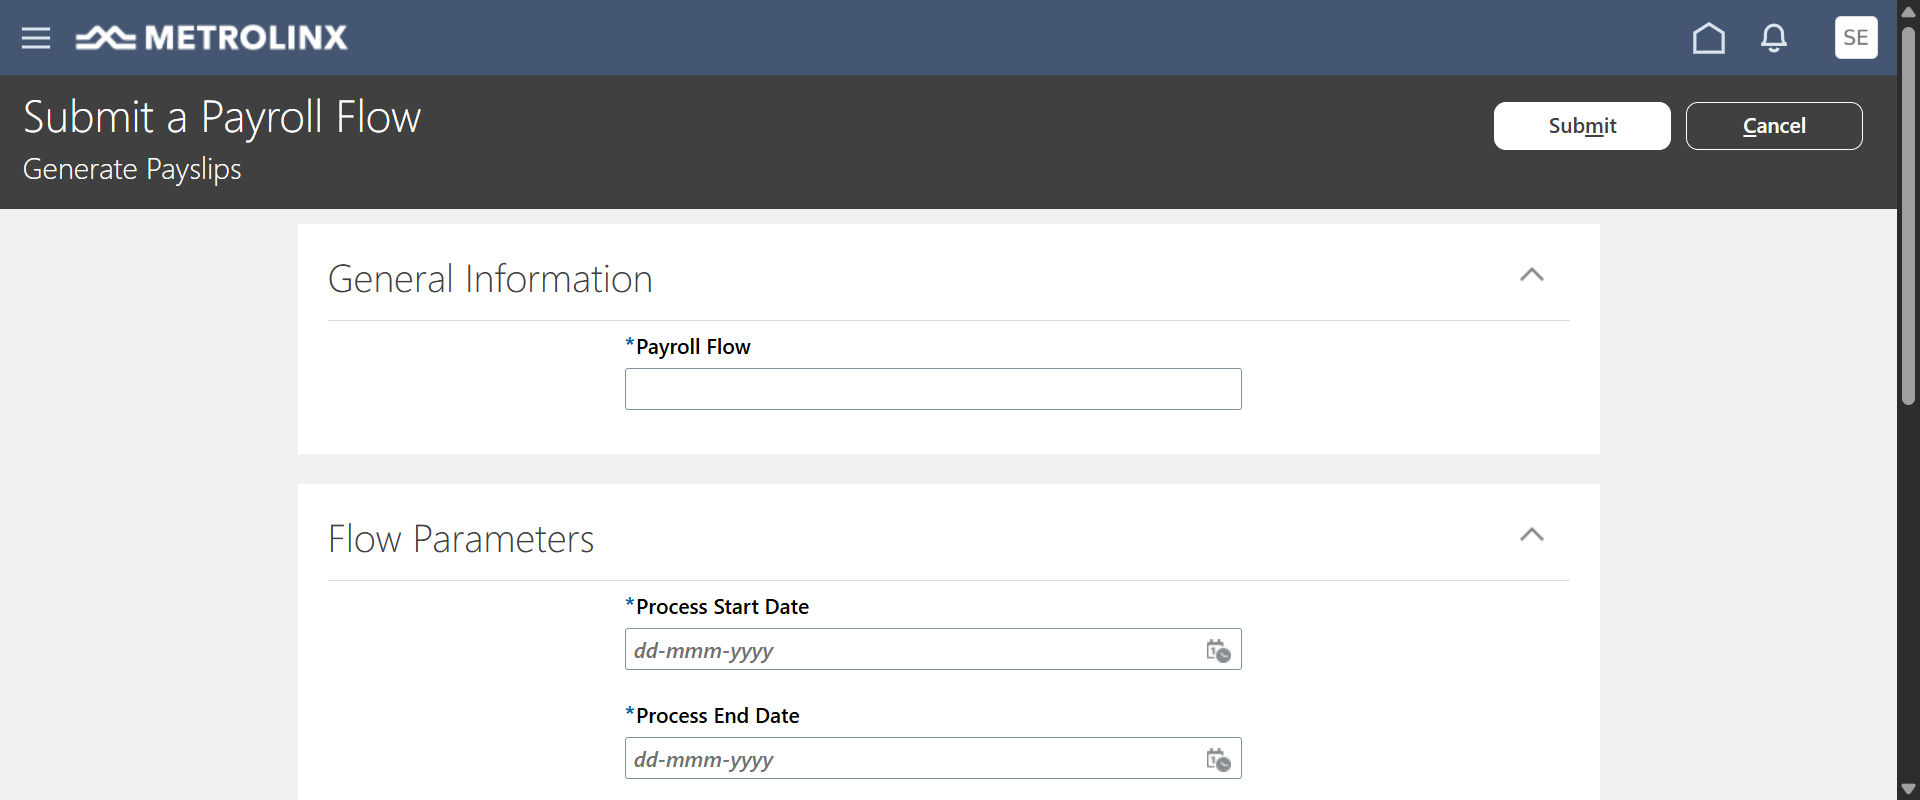 METROLINX
SE
Submit a Payroll Flow
Generate Payslips
Submit
Cancel
General Information
*Payroll Flow
Flow Parameters
*Process Start Date
dd-mmm-yyyy
*Process End Date
dd-mmm-yyyy